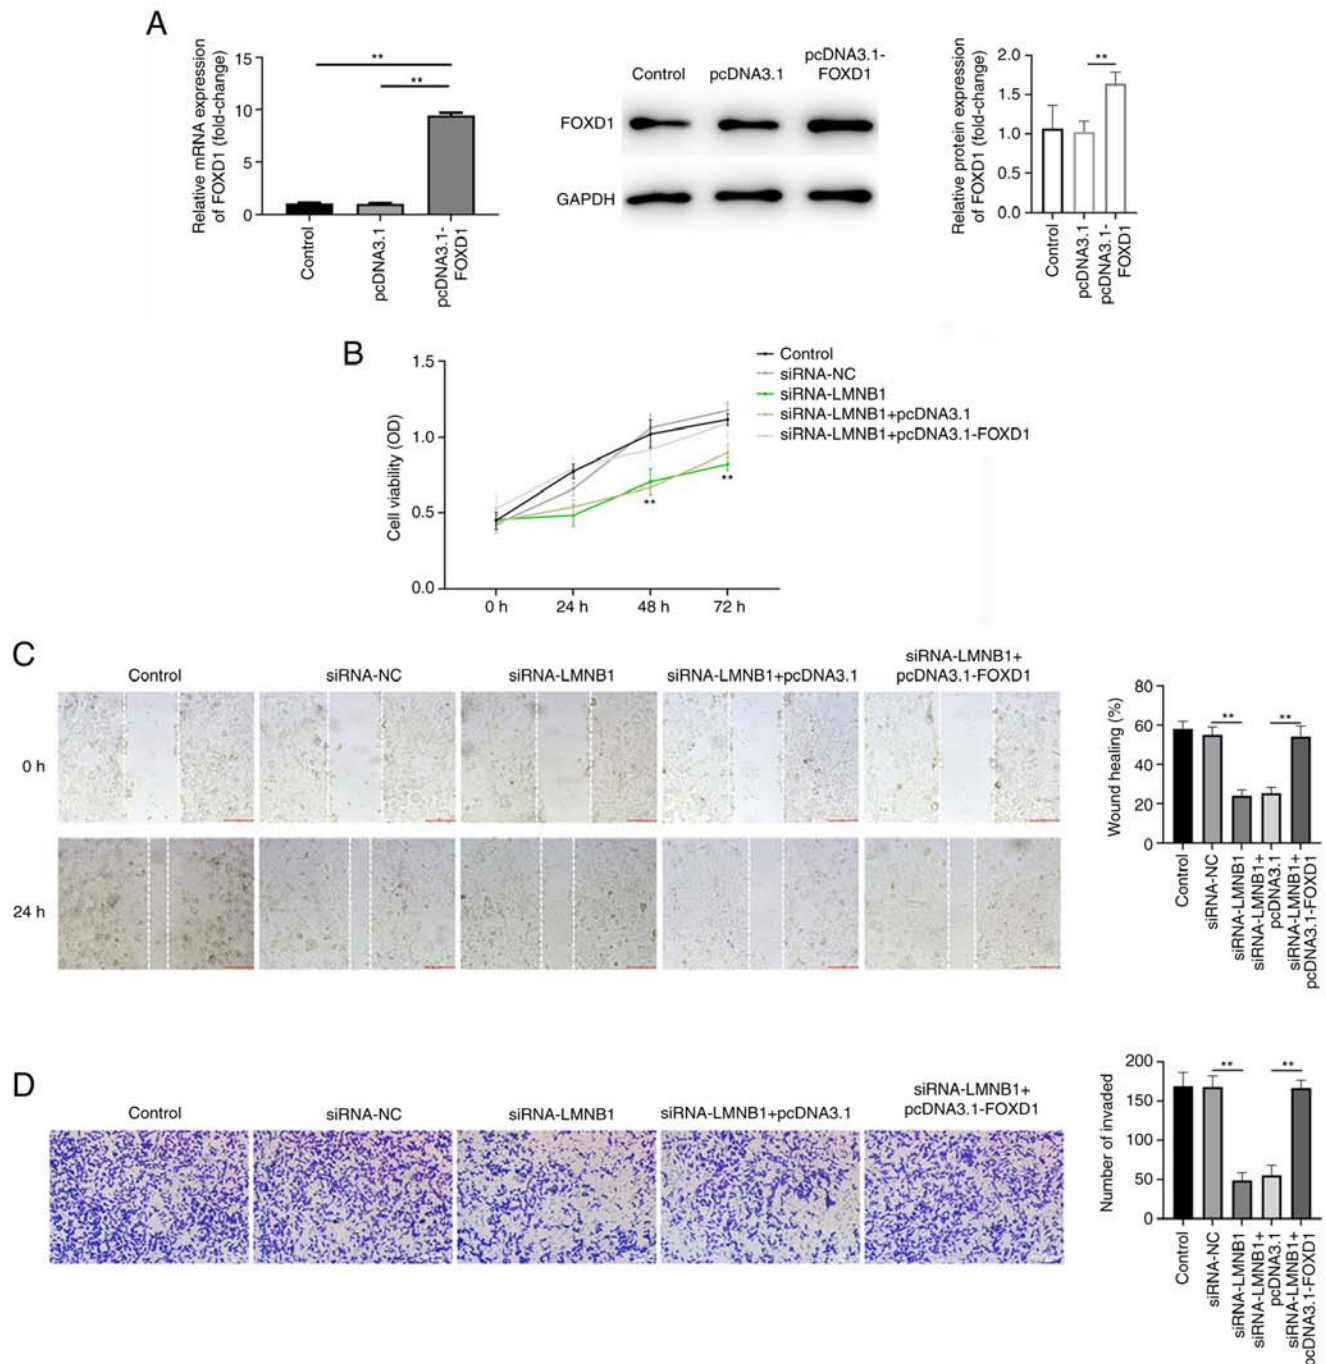 A
Relative mRNA expression
of FOXD1 (fold-change)
15
10
5
0
**
**
Control
pcDNA3.1
pcDNA3.1-
FOXD1
Control
pcDNA3.1
pcDNA3.1-
FOXD1
FOXD1
GAPDH
Relative protein expression
of FOXD1 (fold-change)
2.0
1.5
1.0
0.5
0.0
**
Control
pcDNA3.1
pcDNA3.1-
FOXD1
B
Cell viability (OD)
1.5
1.0
0.5
0.0
0 h
24 h
48 h
72 h
**
**
Control
siRNA-NC
siRNA-LMNB1
siRNA-LMNB1+pcDNA3.1
siRNA-LMNB1+pcDNA3.1-FOXD1
C
Control
siRNA-NC
siRNA-LMNB1
siRNA-LMNB1+pcDNA3.1
siRNA-LMNB1+
pcDNA3.1-FOXD1
0 h
24 h
Wound healing (%)
80
60
40
20
0
**
**
Control
siRNA-NC
siRNA-LMNB1
siRNA-LMNB1+
pcDNA3.1
siRNA-LMNB1+
pcDNA3.1-FOXD1
D
Control
siRNA-NC
siRNA-LMNB1
siRNA-LMNB1+pcDNA3.1
siRNA-LMNB1+
pcDNA3.1-FOXD1
Number of invaded
200
150
100
50
0
**
**
Control
siRNA-NC
siRNA-LMNB1
siRNA-LMNB1+
pcDNA3.1
siRNA-LMNB1+
pcDNA3.1-FOXD1